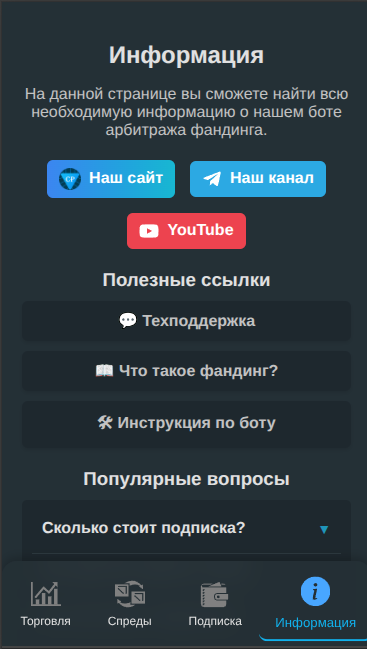 Информация
На данной странице вы сможете найти всю
необходимую информацию о нашем боте
арбитража фандинга.
CP Наш сайт
Наш канал
YouTube
Полезные ссылки
💬 Техподдержка
📖 Что такое фандинг?
🛠 Инструкция по боту
Популярные вопросы
Сколько стоит подписка? ▼
Торговля
Спреды
Подписка
Информация